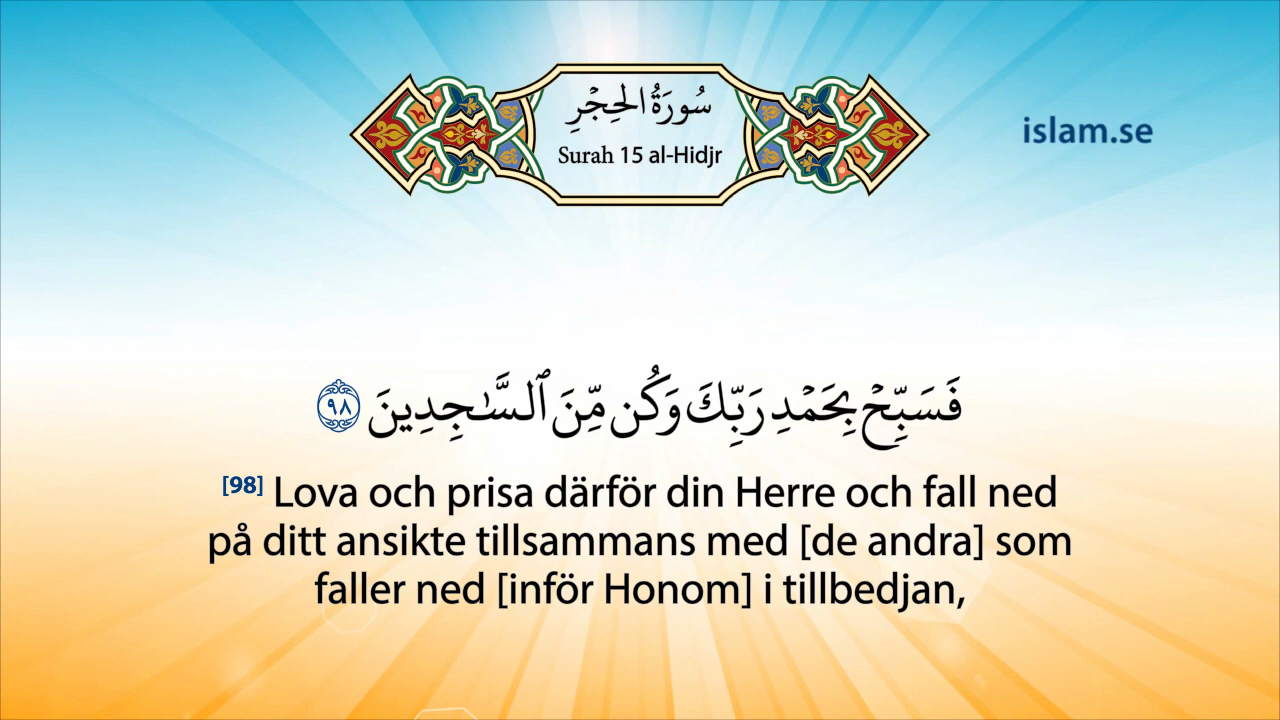 سُورَةُ الحِجْرِ
Surah 15 al-Hidjr
islam.se
فَسَبِّحْ بِحَمْدِ رَبِّكَ وَكُن مِّنَ ٱلسَّٰجِدِينَ ٩٨
[98] Lova och prisa därför din Herre och fall ned
på ditt ansikte tillsammans med [de andra] som
faller ned [inför Honom] i tillbedjan,